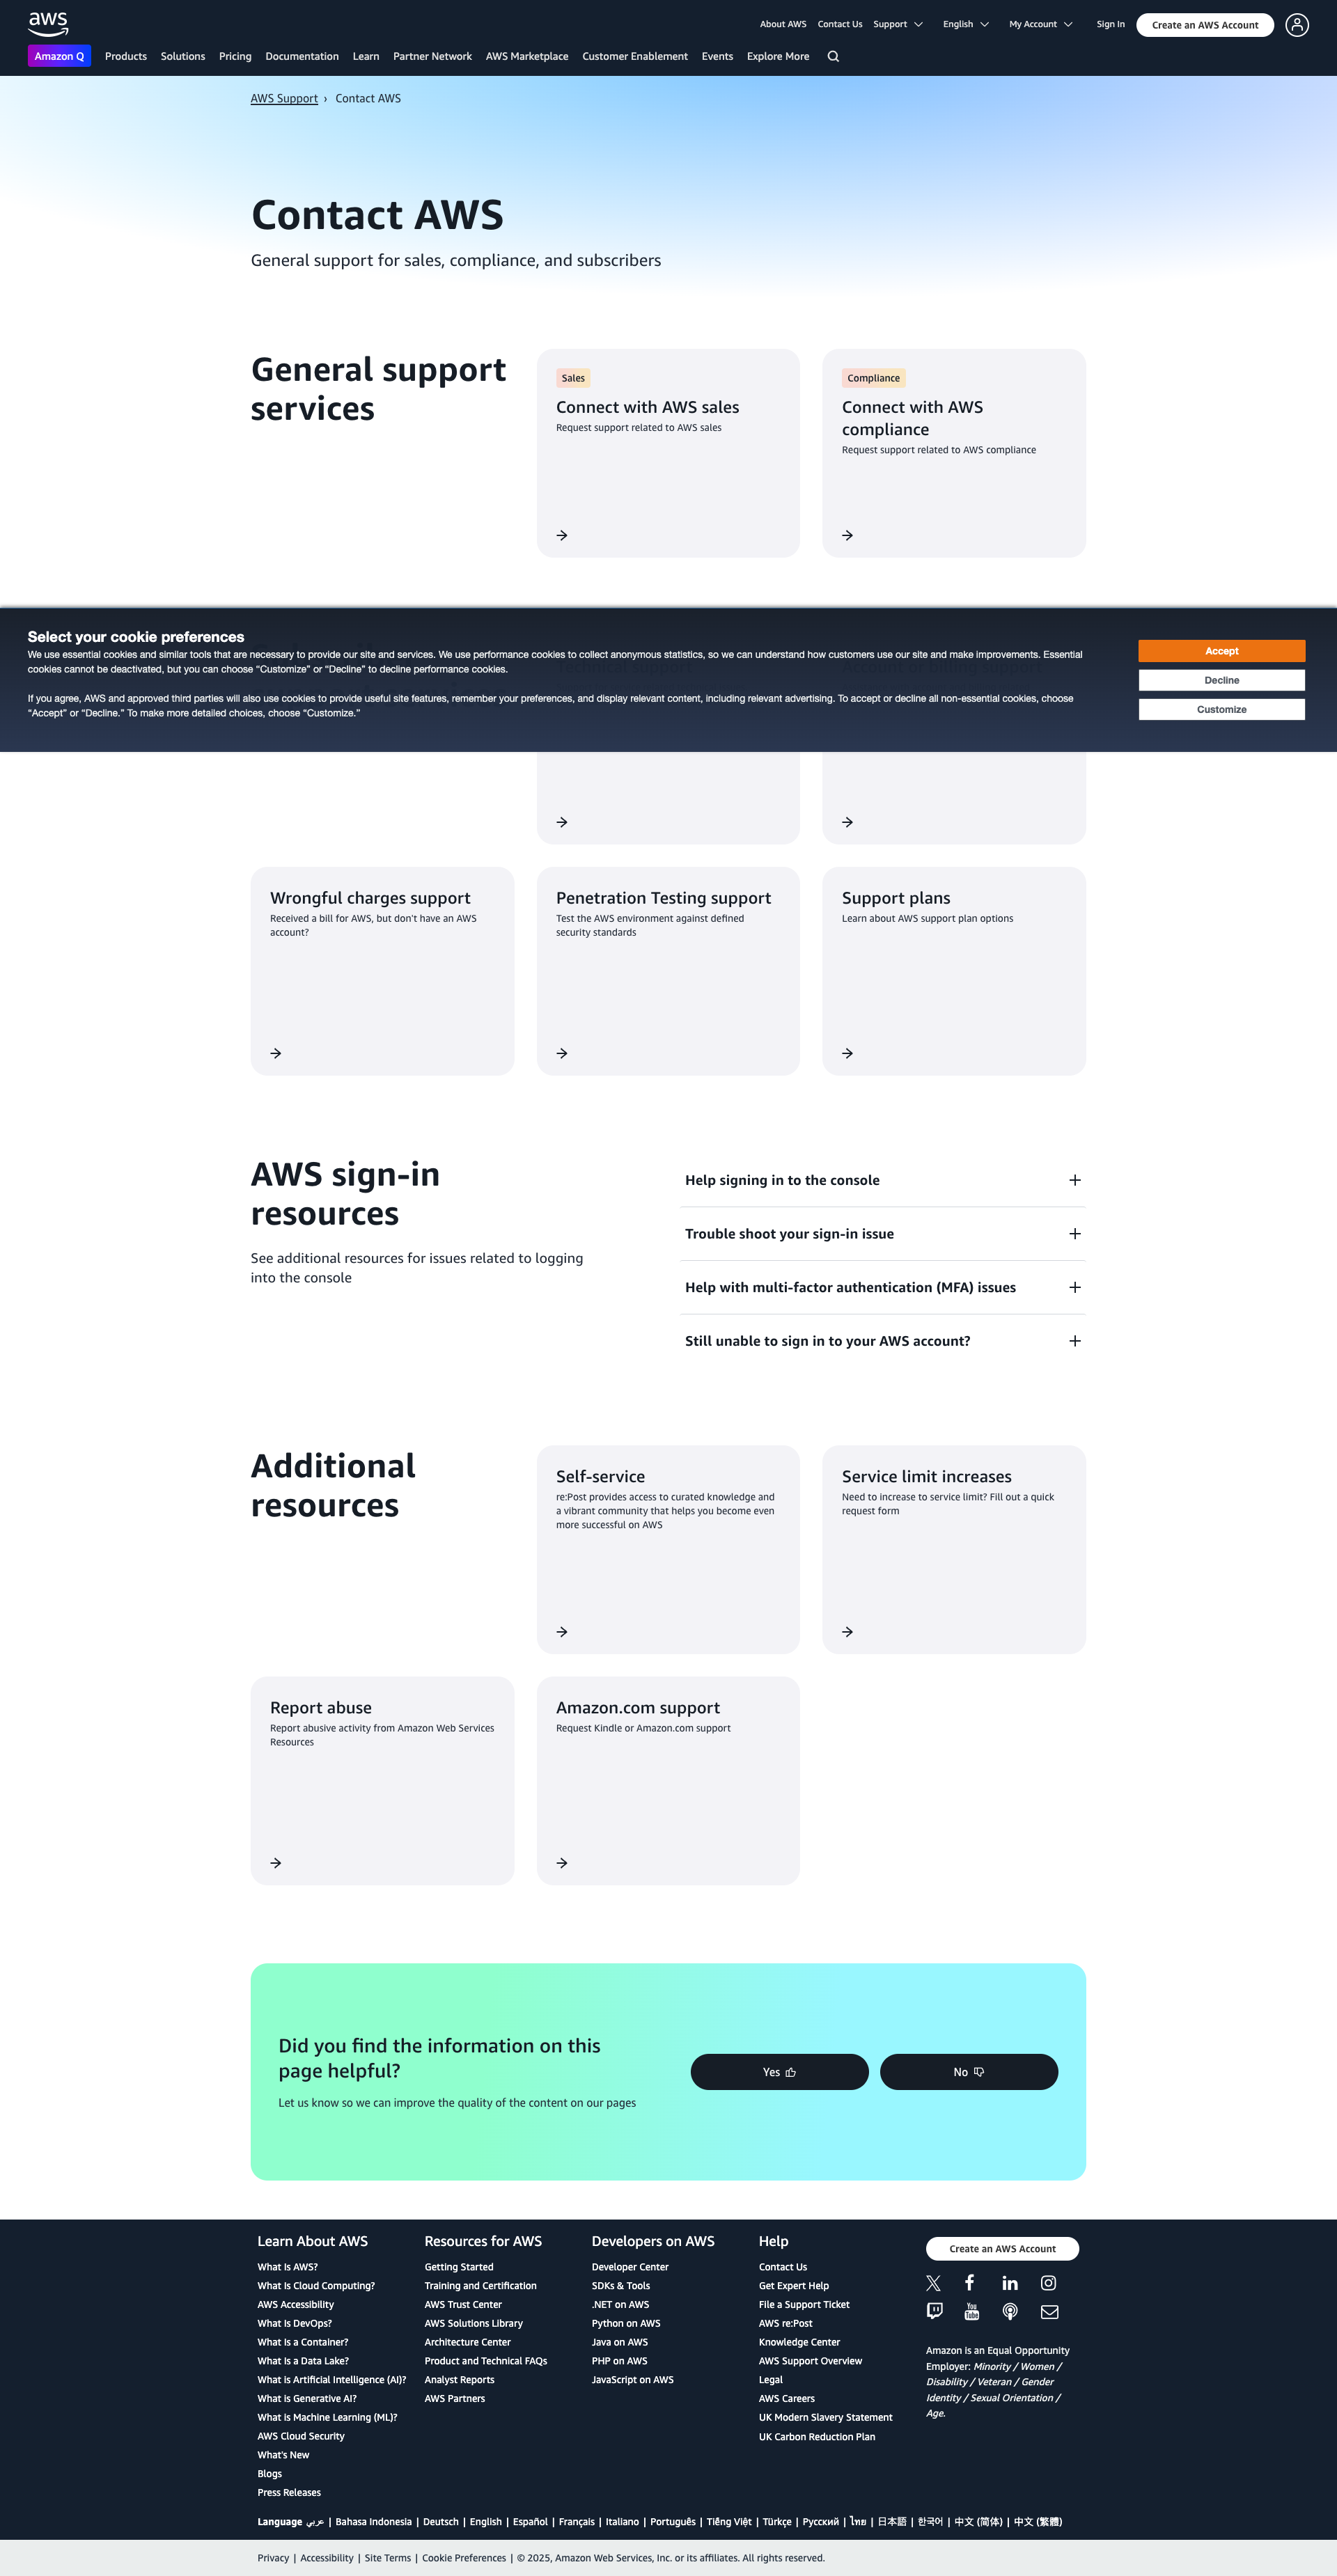 aws
About AWS Contact Us Support English My Account Sign In Create an AWS Account
Amazon Q Products Solutions Pricing Documentation Learn Partner Network AWS Marketplace Customer Enablement Events Explore More
AWS Support › Contact AWS
Contact AWS
General support for sales, compliance, and subscribers
General support
services
Sales
Connect with AWS sales
Request support related to AWS sales
Compliance
Connect with AWS
compliance
Request support related to AWS compliance
Select your cookie preferences
We use essential cookies and similar tools that are necessary to provide our site and services. We use performance cookies to collect anonymous statistics, so we can understand how customers use our site and make improvements. Essential
cookies cannot be deactivated, but you can choose “Customize” or “Decline” to decline performance cookies.
If you agree, AWS and approved third parties will also use cookies to provide useful site features, remember your preferences, and display relevant content, including relevant advertising. To accept or decline all non-essential cookies, choose
“Accept” or “Decline.” To make more detailed choices, choose “Customize.”
Accept
Decline
Customize
Wrongful charges support
Received a bill for AWS, but don't have an AWS
account?
Penetration Testing support
Test the AWS environment against defined
security standards
Support plans
Learn about AWS support plan options
AWS sign-in
resources
See additional resources for issues related to logging
into the console
Help signing in to the console
Trouble shoot your sign-in issue
Help with multi-factor authentication (MFA) issues
Still unable to sign in to your AWS account?
Additional
resources
Self-service
re:Post provides access to curated knowledge and
a vibrant community that helps you become even
more successful on AWS
Service limit increases
Need to increase to service limit? Fill out a quick
request form
Report abuse
Report abusive activity from Amazon Web Services
Resources
Amazon.com support
Request Kindle or Amazon.com support
Did you find the information on this
page helpful?
Let us know so we can improve the quality of the content on our pages
Yes
No
Learn About AWS
What Is AWS?
What Is Cloud Computing?
AWS Accessibility
What Is DevOps?
What Is a Container?
What Is a Data Lake?
What is Artificial Intelligence (AI)?
What is Generative AI?
What is Machine Learning (ML)?
AWS Cloud Security
What's New
Blogs
Press Releases
Resources for AWS
Getting Started
Training and Certification
AWS Trust Center
AWS Solutions Library
Architecture Center
Product and Technical FAQs
Analyst Reports
AWS Partners
Developers on AWS
Developer Center
SDKs & Tools
.NET on AWS
Python on AWS
Java on AWS
PHP on AWS
JavaScript on AWS
Help
Contact Us
Get Expert Help
File a Support Ticket
AWS re:Post
Knowledge Center
AWS Support Overview
Legal
AWS Careers
UK Modern Slavery Statement
UK Carbon Reduction Plan
Create an AWS Account
You
Tube
Amazon is an Equal Opportunity
Employer: Minority / Women /
Disability / Veteran / Gender
Identity / Sexual Orientation /
Age.
Language عربي | Bahasa Indonesia | Deutsch | English | Español | Français | Italiano | Português | Tiếng Việt | Türkçe | Ρусский | ไทย | 日本語 | 한국어 | 中文 (简体) | 中文 (繁體)
Privacy | Accessibility | Site Terms | Cookie Preferences | © 2025, Amazon Web Services, Inc. or its affiliates. All rights reserved.